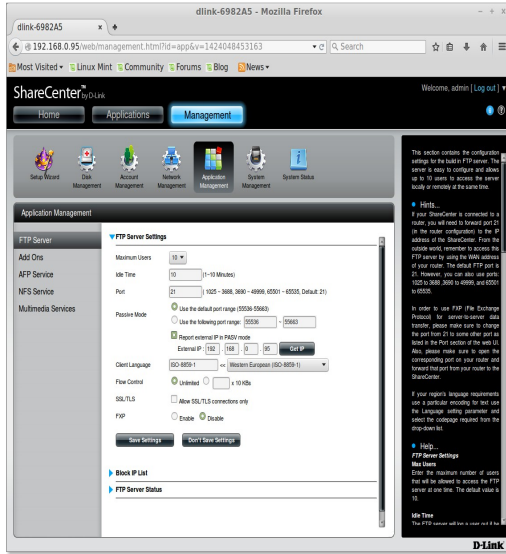 dlink-6982A5 - Mozilla Firefox
dlink-6982A5
192.168.0.95/web/management.html?id=app&v=1424048453163
Search
Most Visited
Linux Mint
Community
Forums
Blog
News
ShareCenter™ by D-Link
Welcome, admin [ Log out ]
Home
Applications
Management
Setup Wizard
Disk Management
Account Management
Network Management
Application Management
System Management
System Status
Application Management
FTP Server
Add Ons
AFP Service
NFS Service
Multimedia Services
FTP Server Settings
Maximum Users
10
Idle Time
10
(1~10 Minutes)
Port
21
( 1025 ~ 3688, 3690 ~ 49999, 65501 ~ 65535, Default: 21)
Passive Mode
Use the default port range (55536-55663)
Use the following port range: 55536 ~ 55663
Report external IP in PASV mode
External IP : 192 . 168 . 0 . 95 Get IP
Client Language
ISO-8859-1 << Western European (ISO-8859-1)
Flow Control
Unlimited
x 10 KBs
SSL/TLS
Allow SSL/TLS connections only
FXP
Enable
Disable
Save Settings
Don't Save Settings
Block IP List
FTP Server Status
This section contains the configuration
settings for the build in FTP server. The
server is easy to configure and allows
up to 10 users to access the server
locally or remotely at the same time.
Hints...
If your ShareCenter is connected to a
router, you will need to forward port 21
(in the router configuration) to the IP
address of the ShareCenter. From the
outside world, remember to access this
FTP server by using the WAN address
of your router. The default FTP port is
21. However, you can also use ports:
1025 to 3688 ,3690 to 49999, and 65501
to 65535.
In order to use FXP (File Exchange
Protocol) for server-to-server data
transfer, please make sure to change
the port from 21 to some other port as
listed in the Port section of the web UI.
Also, please make sure to open the
corresponding port on your router and
forward that port from your router to the
ShareCenter.
If your region's language requirements
use a particular encoding for text use
the Language setting parameter and
select the codepage required from the
drop-down list.
Help...
FTP Server Settings
Max Users
Enter the maximum number of users
that will be allowed to access the FTP
server at one time. The default value is
10.
Idle Time
D-Link